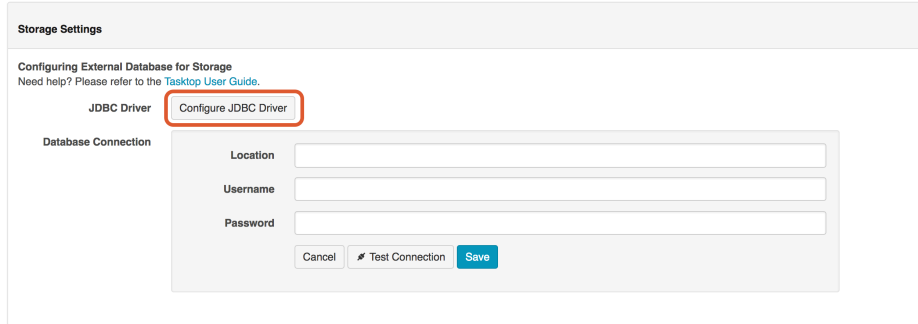 Storage Settings
Configuring External Database for Storage
Need help? Please refer to the Tasktop User Guide.
JDBC Driver Configure JDBC Driver
Database Connection
Location
Username
Password
Cancel Test Connection Save